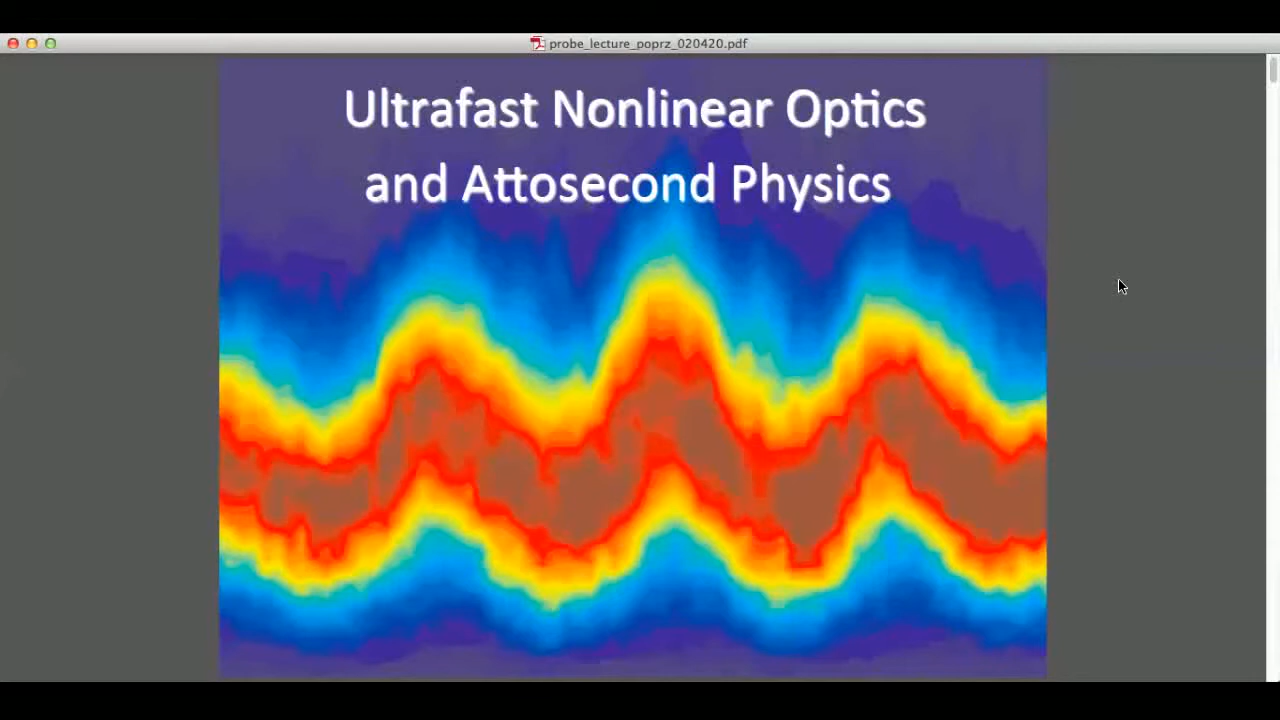 probe_lecture_poprz_020420.pdf
Ultrafast Nonlinear Optics
and Attosecond Physics